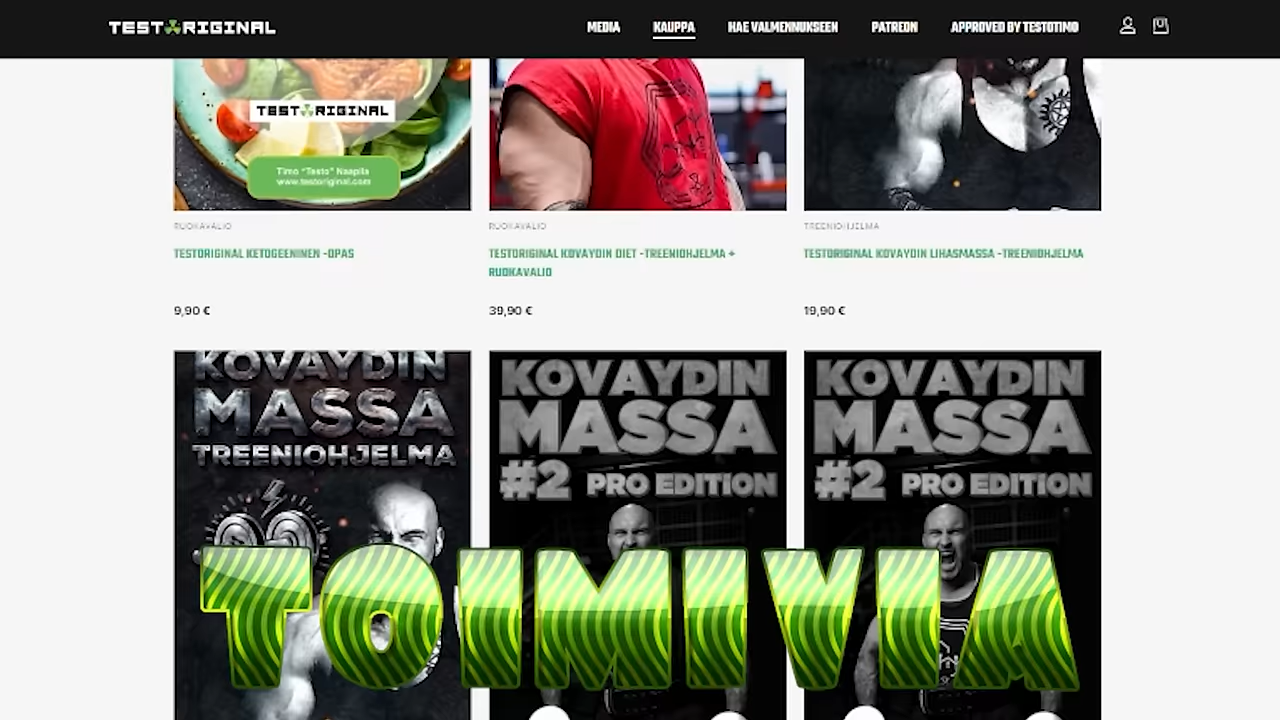 TESTORIGINAL
MEDIA KAUPPA HAE VALMENNUKSEEN PATREON APPROVED BY TESTOTIMO
TESTORIGINAL
Timo "Testo" Naapila
www.testoriginal.com
RUOKAVALIO
TESTORIGINAL KETOGEENINEN -OPAS
9,90 €
RUOKAVALIO
TESTORIGINAL KOVAYDIN DIET -TREENIOHJELMA +
RUOKAVALIO
39,90 €
TREENIOHJELMA
TESTORIGINAL KOVAYDIN LIHASMASSA -TREENIOHJELMA
19,90 €
KOVAYDIN
MASSA
TREENIOHJELMA
KOVAYDIN
MASSA
#2 PRO EDITION
KOVAYDIN
MASSA
#2 PRO EDITION
TOIMIVIA